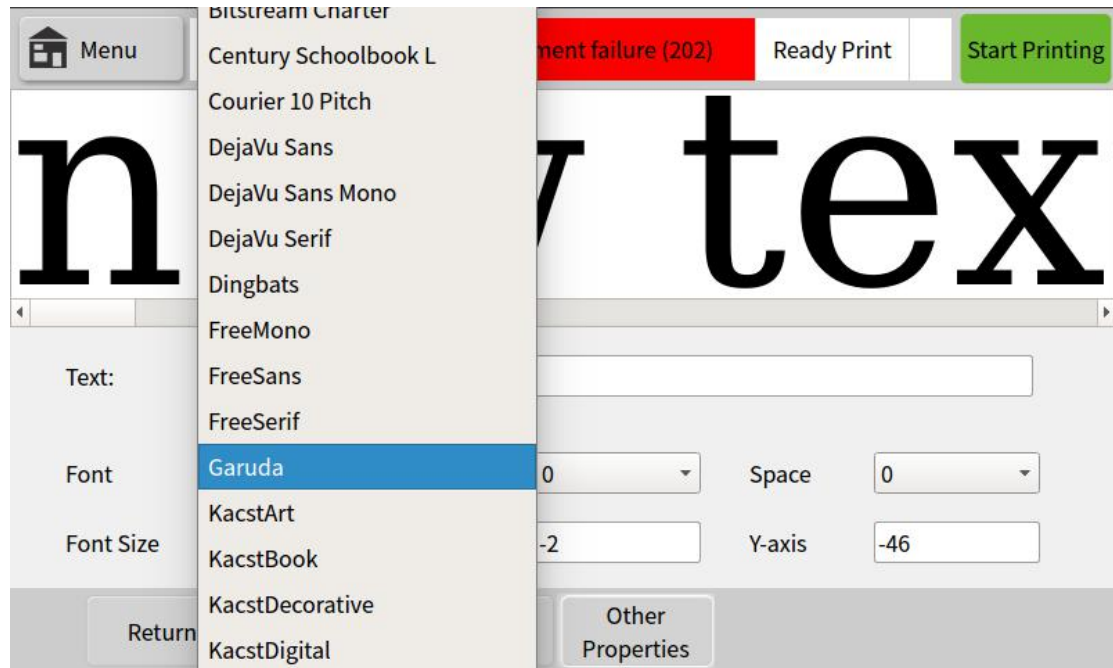 Bitstream Charter
Menu
Century Schoolbook L
ment failure (202)
Ready Print
Start Printing
Courier 10 Pitch
DejaVu Sans
DejaVu Sans Mono
DejaVu Serif
Dingbats
n y tex
FreeMono
FreeSans
Text:
FreeSerif
Garuda
Font
0
Space
0
KacstArt
KacstBook
Font Size
-2
Y-axis
-46
KacstDecorative
KacstDigital
Return
Other
Properties